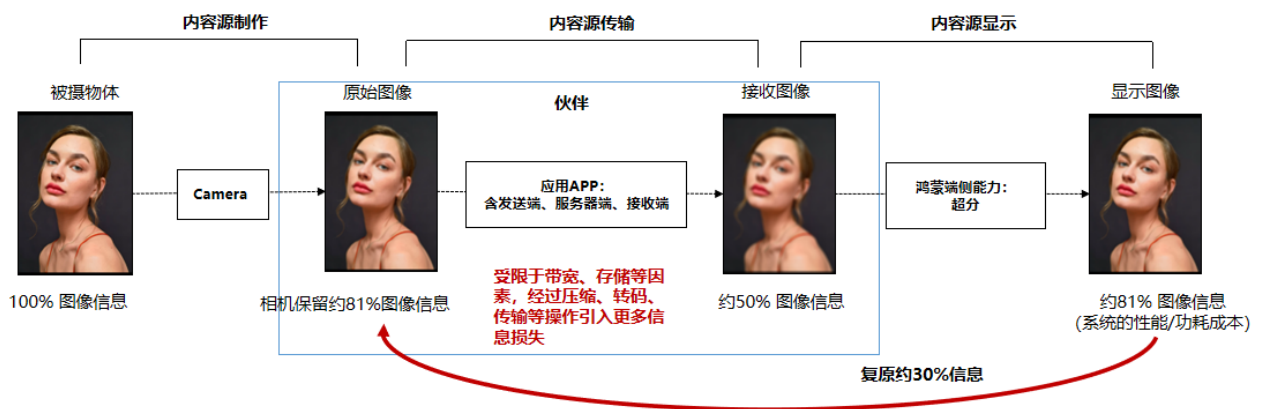 内容源制作
内容源传输
内容源显示
被摄物体
原始图像
伙伴
接收图像
显示图像
Camera
应用APP:
含发送端、服务器端、接收端
鸿蒙端侧能力:
超分
100% 图像信息
相机保留约81%图像信息
受限于带宽、存储等因
素，经过压缩、转码、
传输等操作引入更多信
息损失
约50% 图像信息
约81% 图像信息
(系统的性能/功耗成本)
复原约30%信息